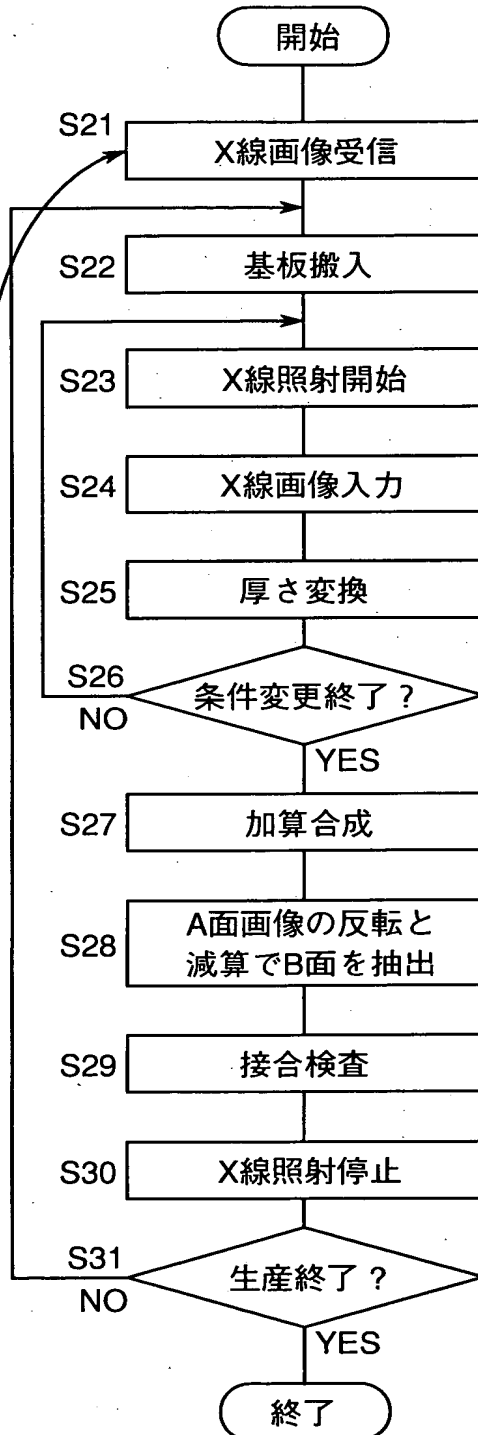 開始
S21
X線画像受信
S22
基板搬入
S23
X線照射開始
S24
X線画像入力
S25
厚さ変換
S26
条件変更終了?
NO
YES
S27
加算合成
S28
A面画像の反転と
減算でB面を抽出
S29
接合検査
S30
X線照射停止
S31
生産終了?
NO
YES
終了